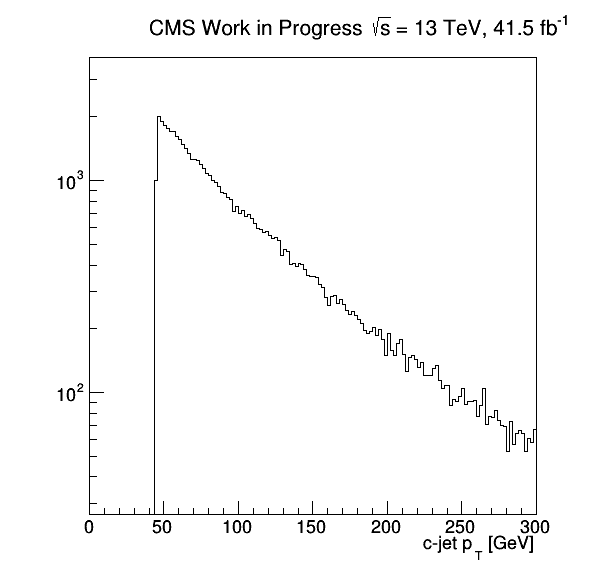 CMS Work in Progress √s = 13 TeV, 41.5 fb⁻¹
10³
10²
0 50 100 150 200 250 300
c-jet p_T [GeV]